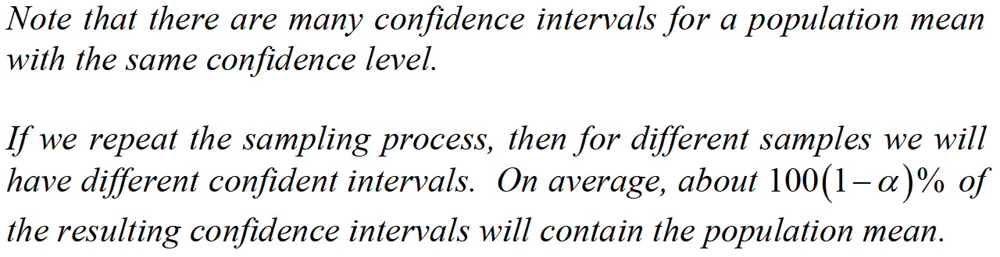 Note that there are many confidence intervals for a population mean
with the same confidence level.
If we repeat the sampling process, then for different samples we will
have different confident intervals. On average, about 100(1−α)% of
the resulting confidence intervals will contain the population mean.